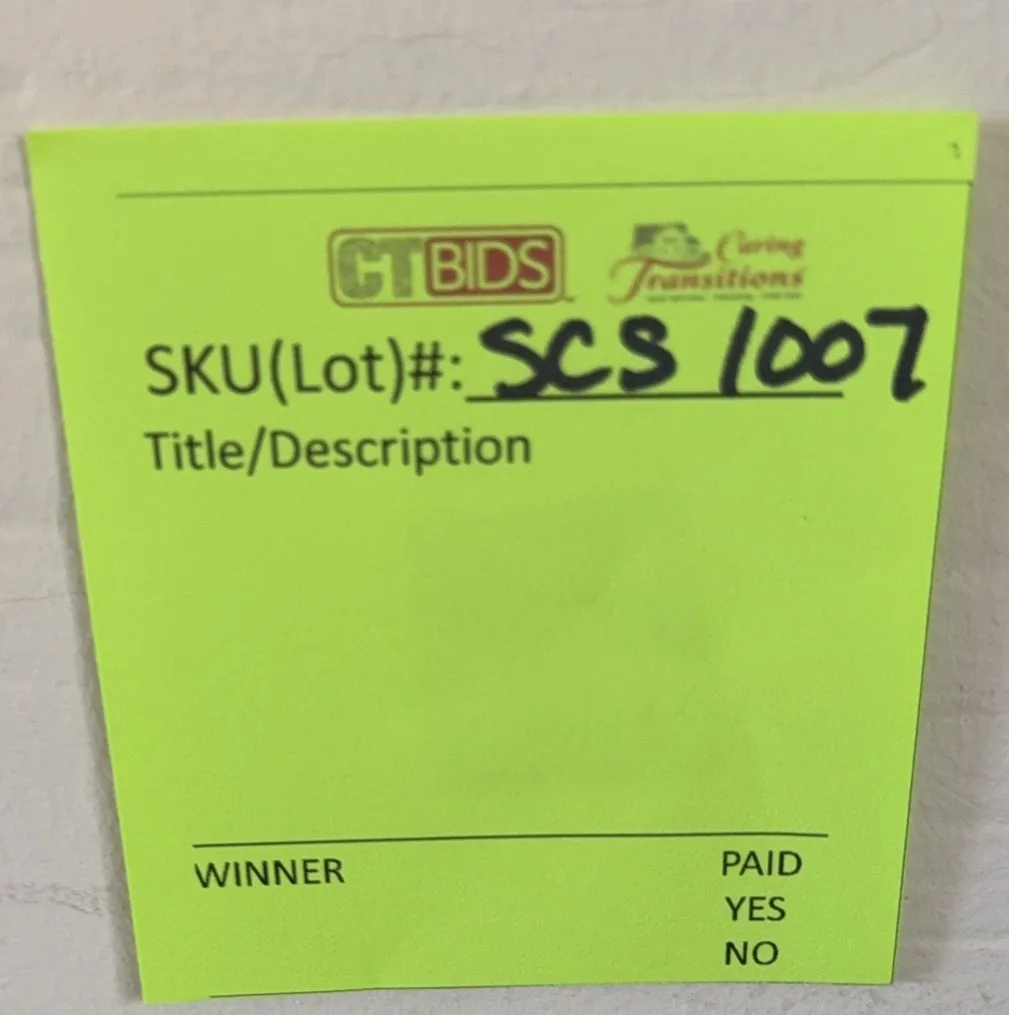 CTBIDS
Caring
Transitions
SKU(Lot)#: SCS 1007
Title/Description
WINNER PAID
YES
NO